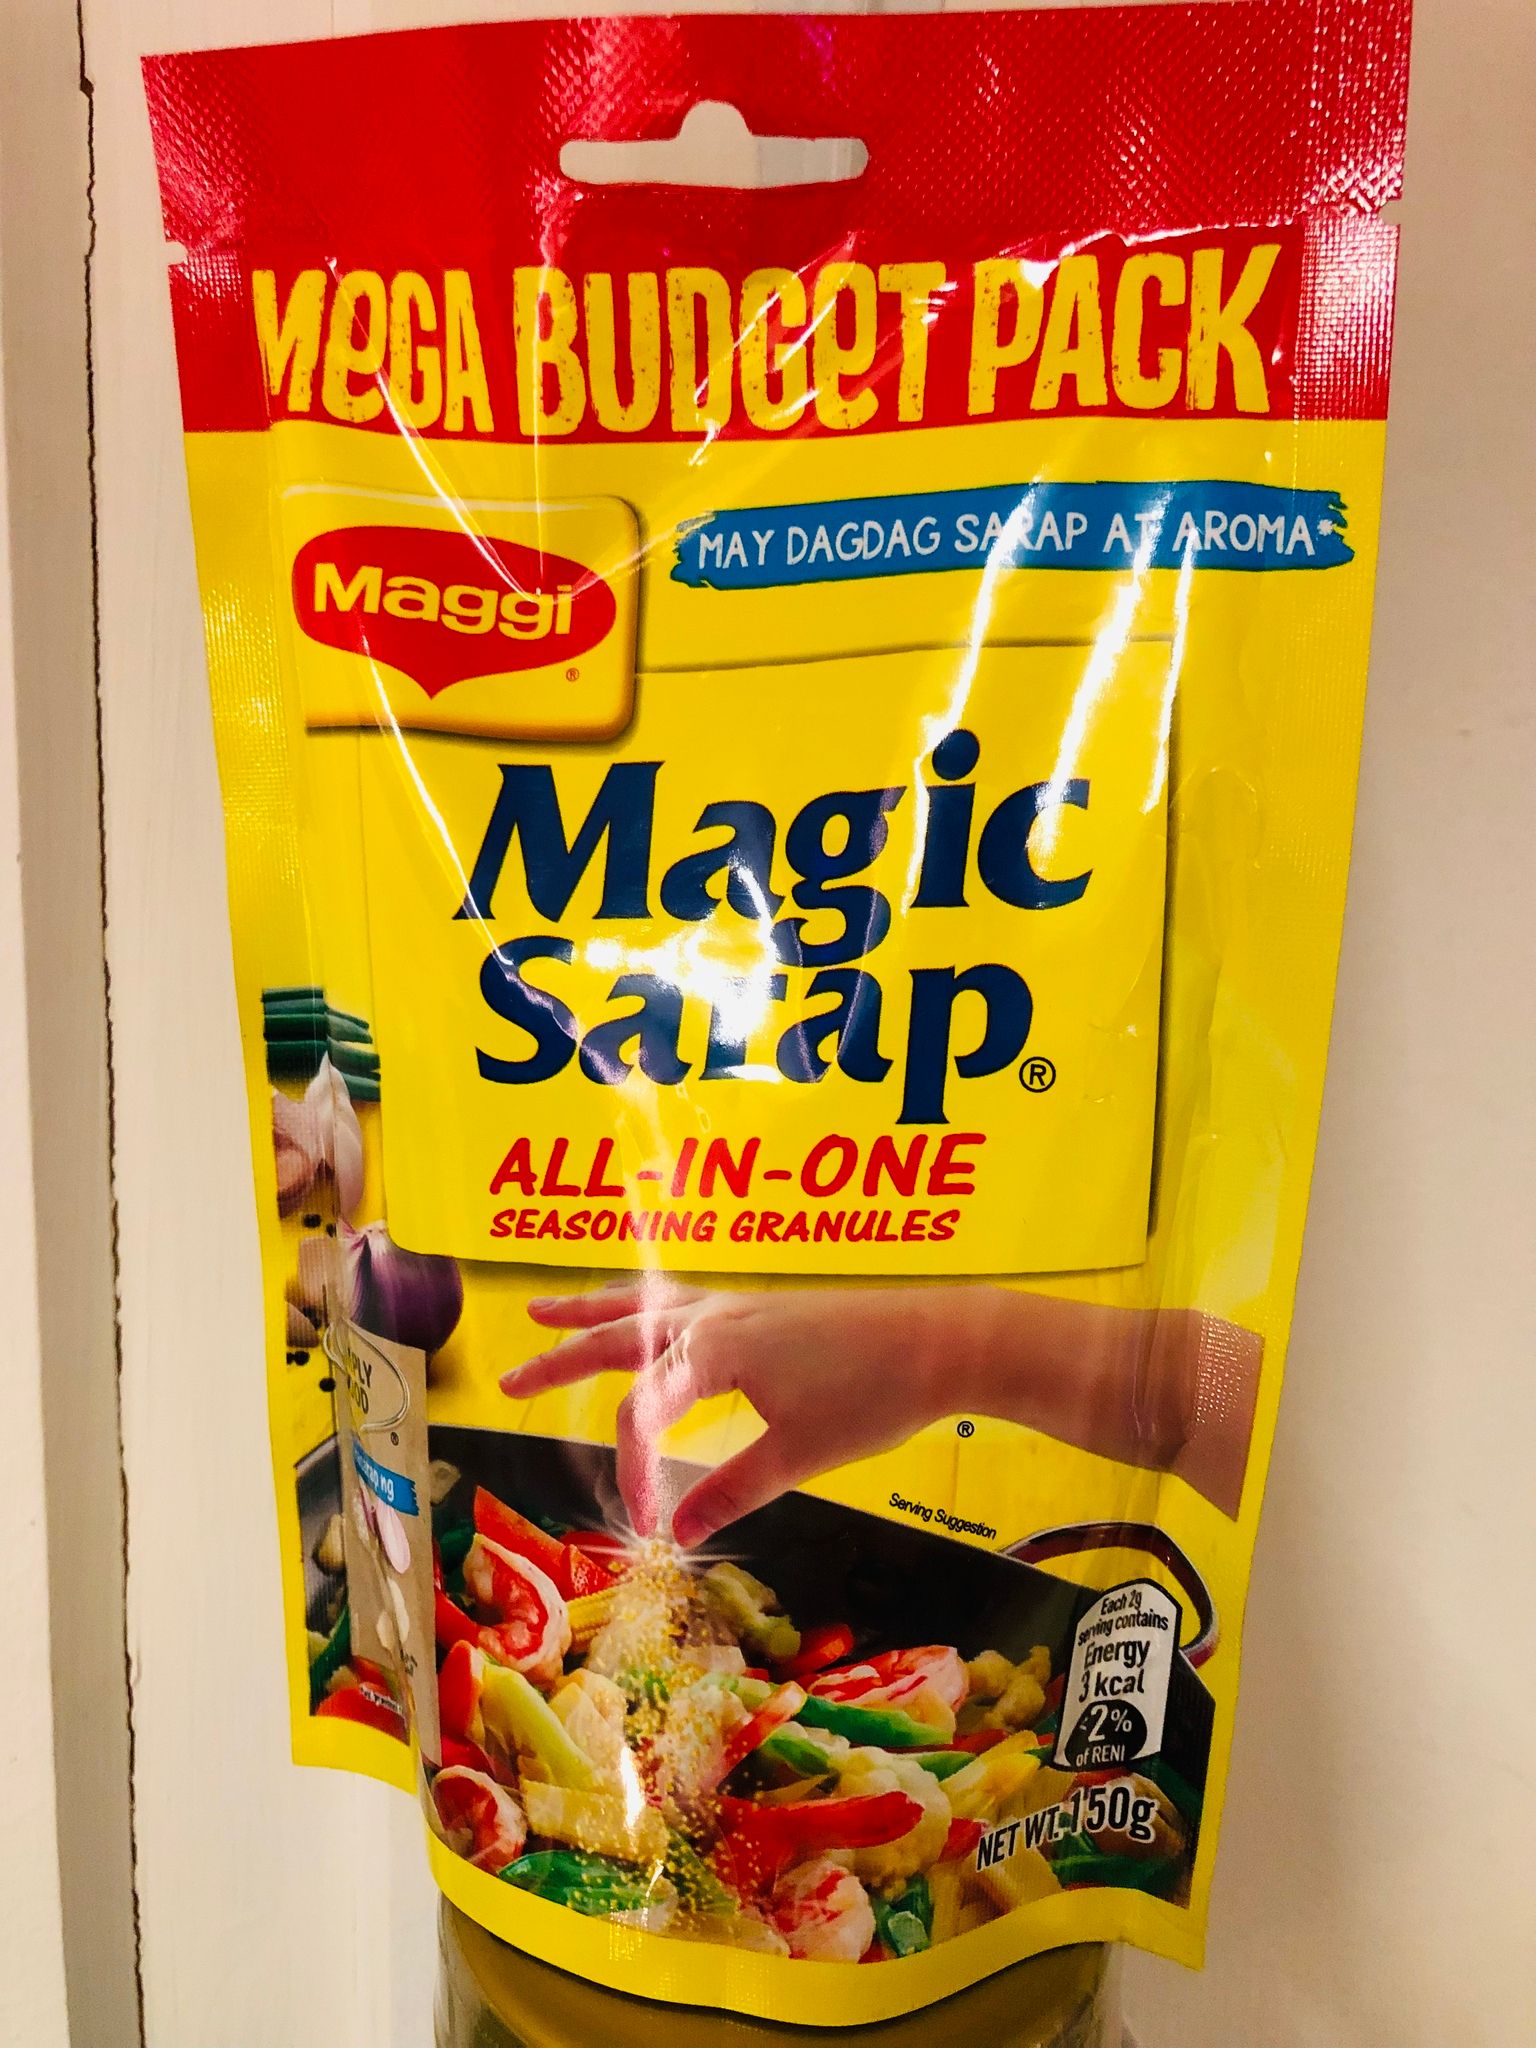 MEGA BUDGET PACK
Maggi
®
MAY DAGDAG SARAP AT AROMA*
Magic
Sarap®
ALL-IN-ONE
SEASONING GRANULES
®
®
Serving Suggestion
Each 2g
serving contains
Energy
3 kcal
2%
of RENI
NET WT. 150g